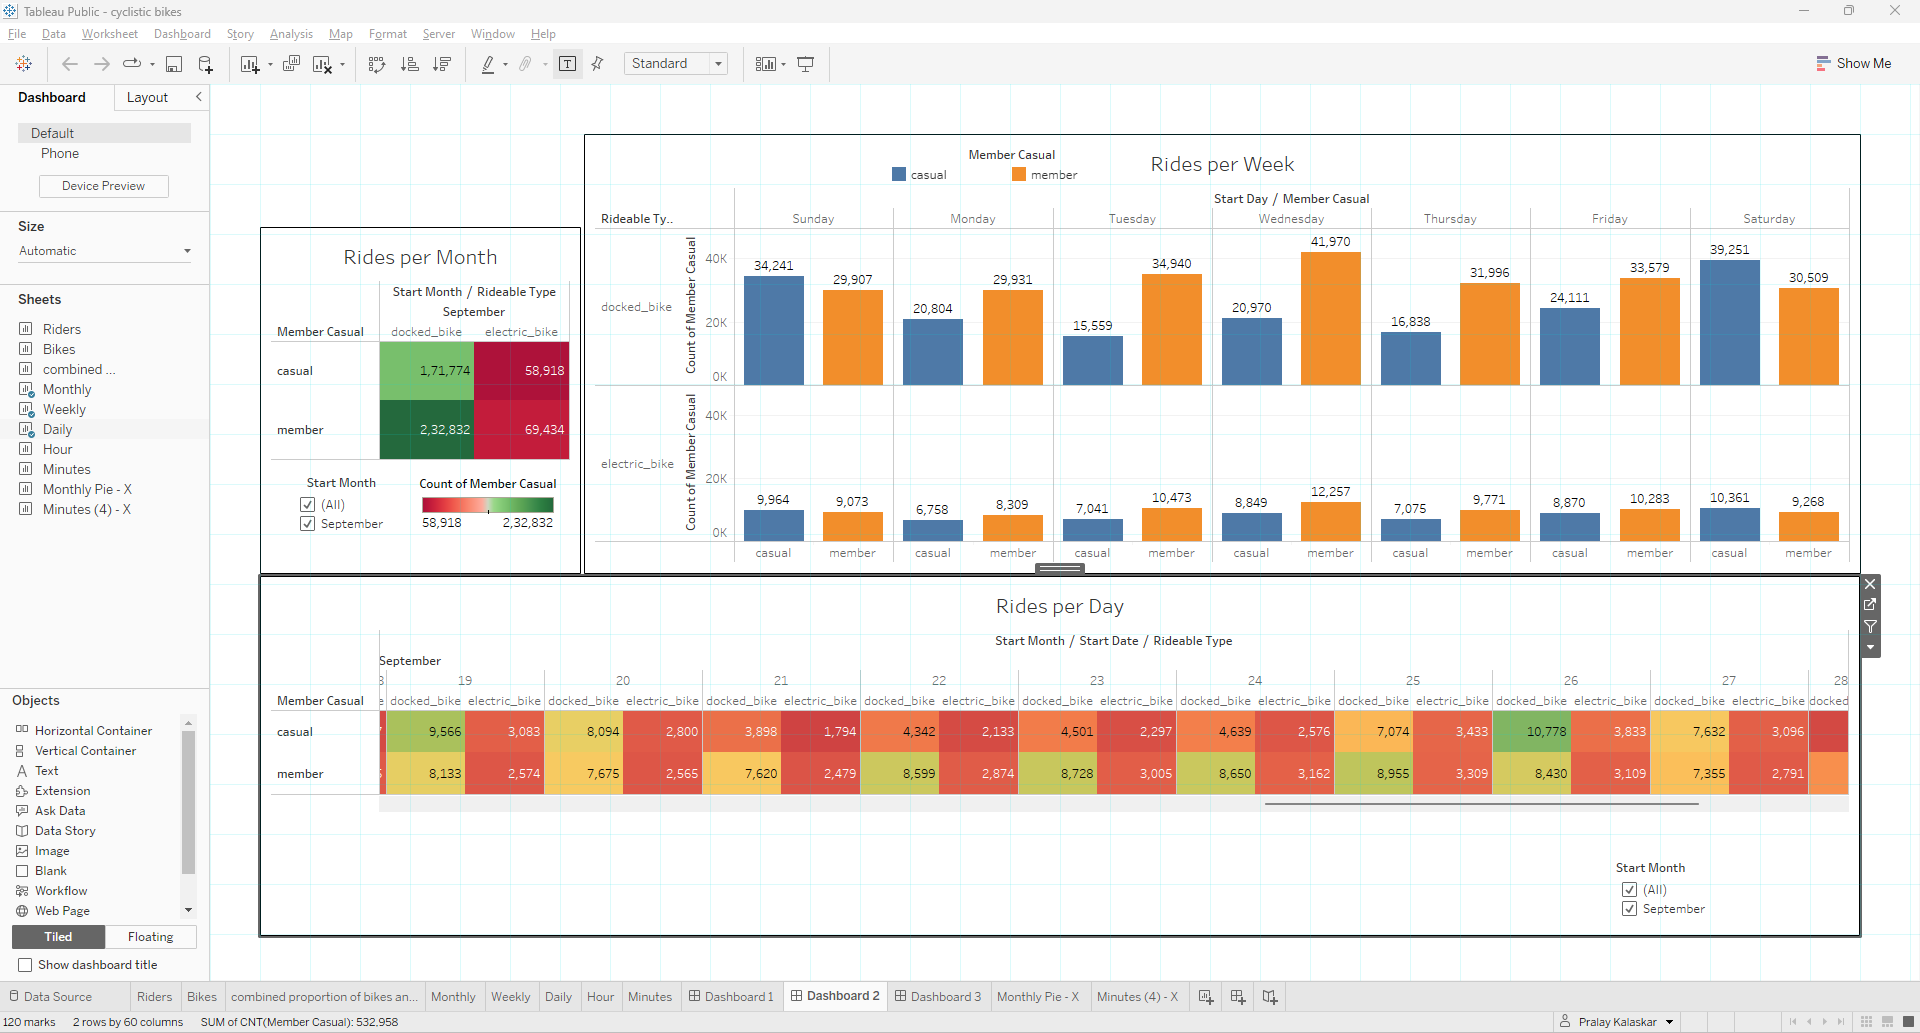 Tableau Public - cyclistic bikes
File Data Worksheet Dashboard Story Analysis Map Format Server Window Help
Standard
Show Me
Dashboard Layout
Default
Phone
Device Preview
Size
Automatic
Sheets
Riders
Bikes
combined ...
Monthly
Weekly
Daily
Hour
Minutes
Monthly Pie - X
Minutes (4) - X
Objects
Horizontal Container
Vertical Container
Text
Extension
Ask Data
Data Story
Image
Blank
Workflow
Web Page
Tiled Floating
Show dashboard title
Rides per Month
Start Month / Rideable Type
September
Member Casual docked_bike electric_bike
casual 1,71,774 58,918
member 2,32,832 69,434
Start Month
(All)
September
Count of Member Casual
58,918 2,32,832
Member Casual
casual member
Rides per Week
Start Day / Member Casual
Rideable Ty.. Sunday Monday Tuesday Wednesday Thursday Friday Saturday
docked_bike
Count of Member Casual
40K
20K
0K
34,241 29,907 20,804 29,931 15,559 34,940 20,970 41,970 16,838 31,996 24,111 33,579 39,251 30,509
electric_bike
Count of Member Casual
40K
20K
0K
9,964 9,073 6,758 8,309 7,041 10,473 8,849 12,257 7,075 9,771 8,870 10,283 10,361 9,268
casual member casual member casual member casual member casual member casual member casual member
Rides per Day
Start Month / Start Date / Rideable Type
September
3 19 20 21 22 23 24 25 26 27 28
Member Casual e docked_bike electric_bike docked_bike electric_bike docked_bike electric_bike docked_bike electric_bike docked_bike electric_bike docked_bike electric_bike docked_bike electric_bike docked_bike electric_bike docked_bike electric_bike docked
casual 9,566 3,083 8,094 2,800 3,898 1,794 4,342 2,133 4,501 2,297 4,639 2,576 7,074 3,433 10,778 3,833 7,632 3,096
member 8,133 2,574 7,675 2,565 7,620 2,479 8,599 2,874 8,728 3,005 8,650 3,162 8,955 3,309 8,430 3,109 7,355 2,791
Start Month
(All)
September
Data Source Riders Bikes combined proportion of bikes an... Monthly Weekly Daily Hour Minutes Dashboard 1 Dashboard 2 Dashboard 3 Monthly Pie - X Minutes (4) - X
120 marks 2 rows by 60 columns SUM of CNT(Member Casual): 532,958 Pralay Kalaskar